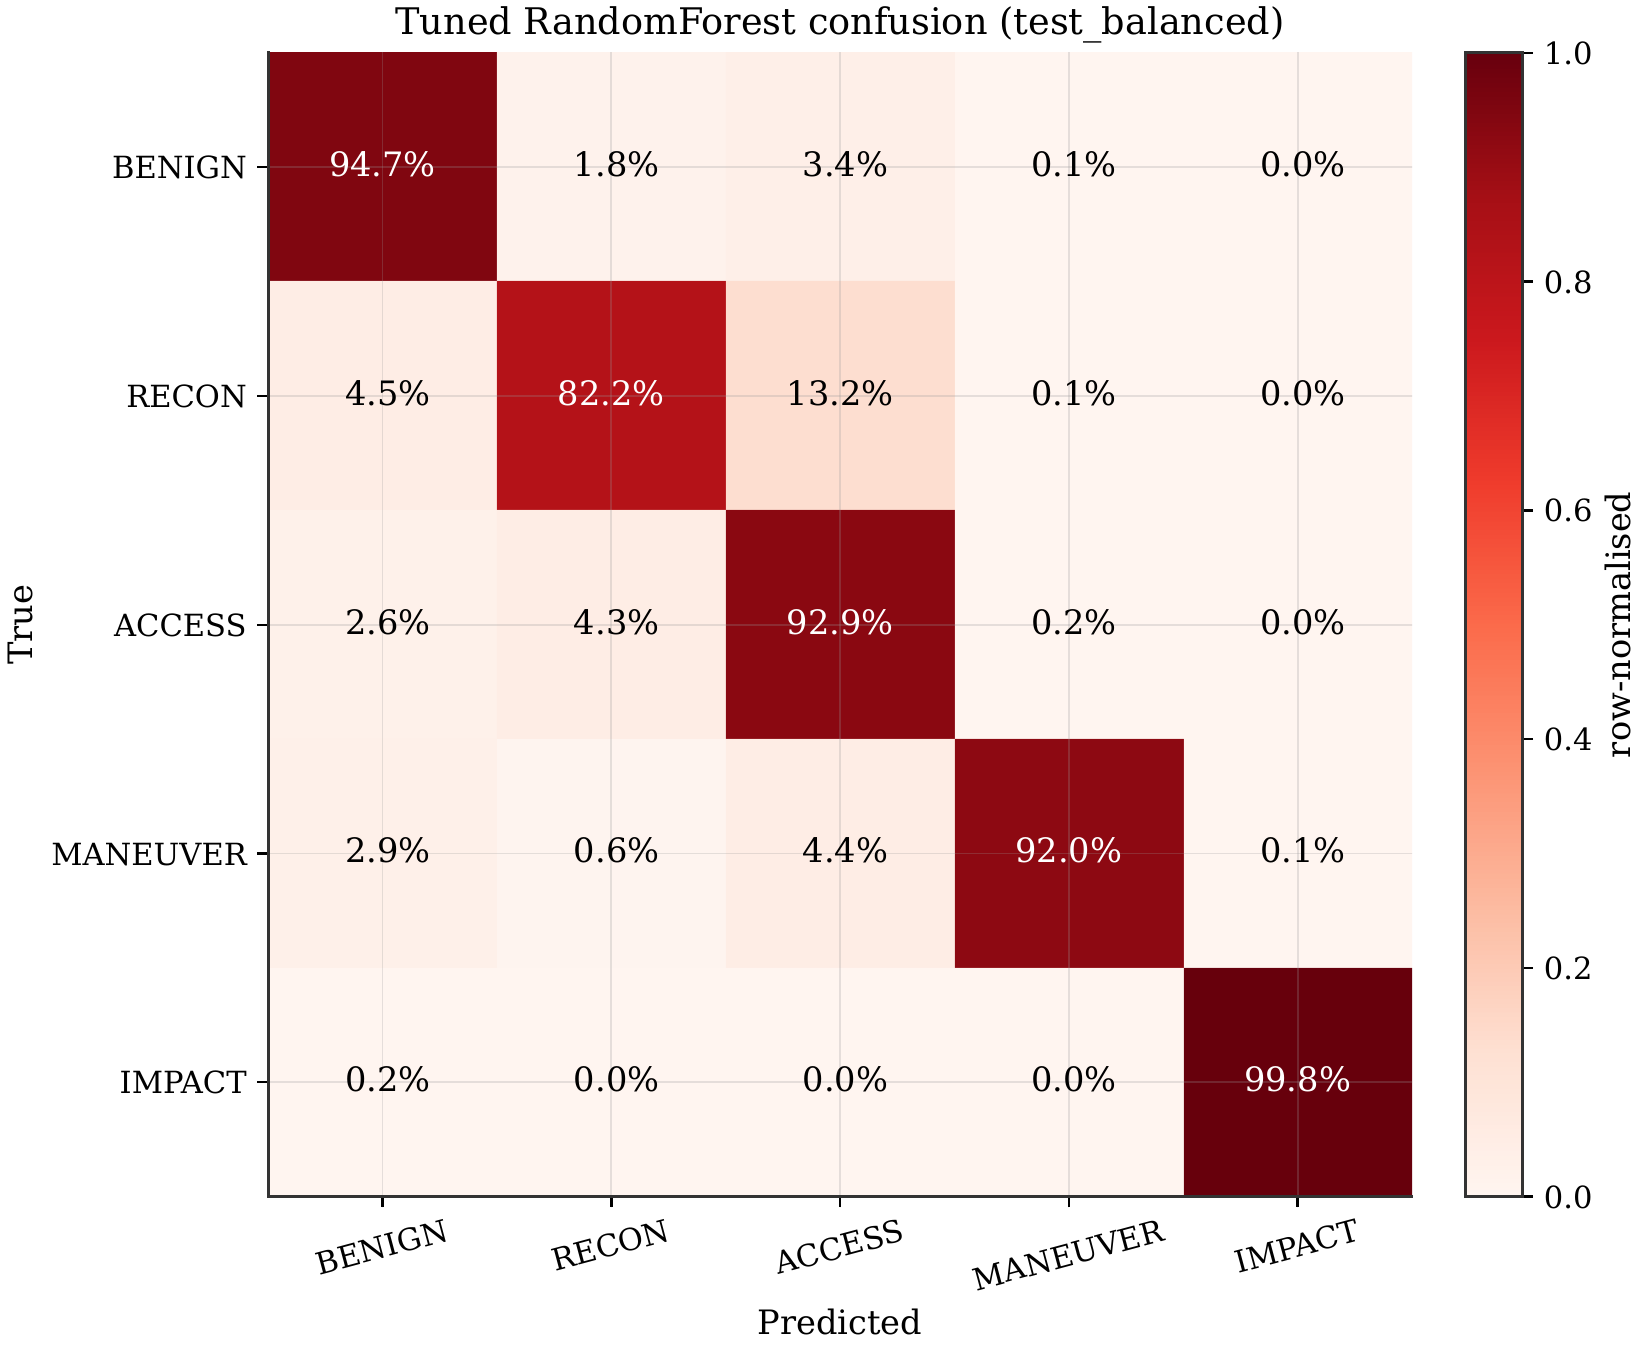 Tuned RandomForest confusion (test_balanced)
BENIGN 94.7% 1.8% 3.4% 0.1% 0.0%
RECON 4.5% 82.2% 13.2% 0.1% 0.0%
ACCESS 2.6% 4.3% 92.9% 0.2% 0.0%
MANEUVER 2.9% 0.6% 4.4% 92.0% 0.1%
IMPACT 0.2% 0.0% 0.0% 0.0% 99.8%
BENIGN RECON ACCESS MANEUVER IMPACT
Predicted
True
1.0
0.8
0.6
0.4
0.2
0.0
row-normalised